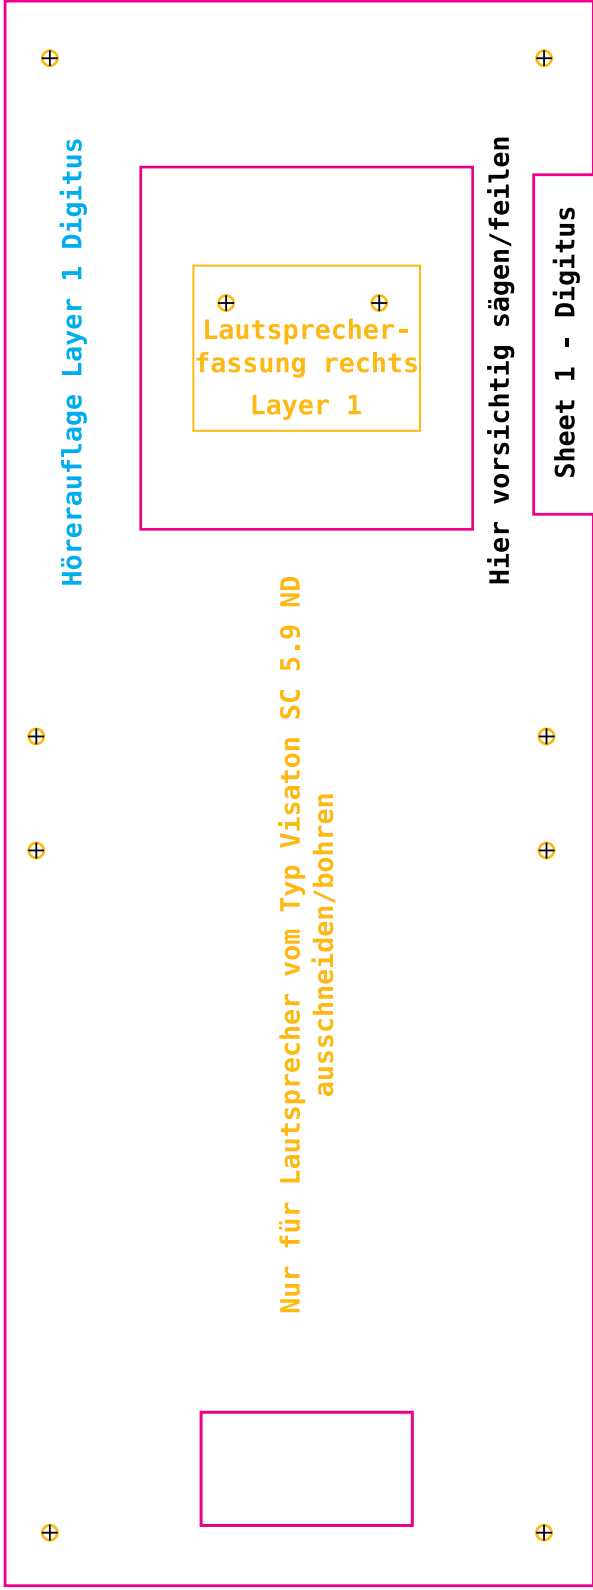 Hörerauflage Layer 1 Digitus
Lautsprecher-
fassung rechts
Layer 1
Hier vorsichtig sägen/feilen
Sheet 1 - Digitus
Nur für Lautsprecher vom Typ Visaton SC 5.9 ND
ausschneiden/bohren